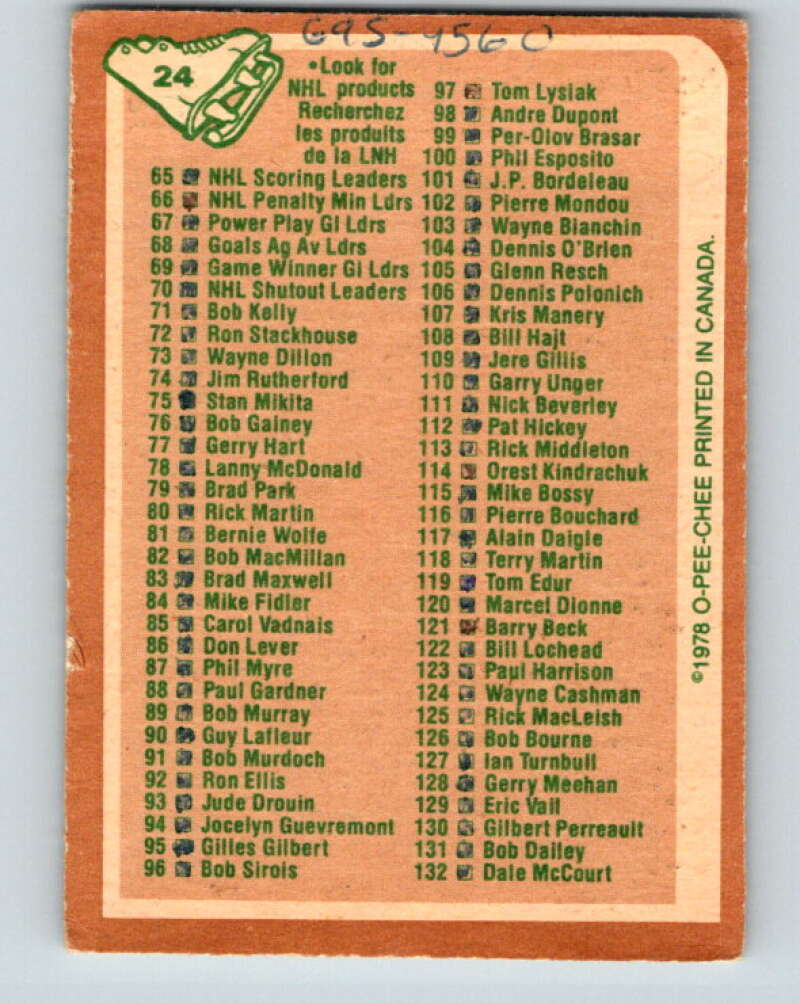 695-4560
24
•Look for
NHL products
Recherchez
les produits
de la LNH
65 NHL Scoring Leaders
66 NHL Penalty Min Ldrs
67 Power Play Gl Ldrs
68 Goals Ag Av Ldrs
69 Game Winner Gl Ldrs
70 NHL Shutout Leaders
71 Bob Kelly
72 Ron Stackhouse
73 Wayne Dillon
74 Jim Rutherford
75 Stan Mikita
76 Bob Gainey
77 Gerry Hart
78 Lanny McDonald
79 Brad Park
80 Rick Martin
81 Bernie Wolfe
82 Bob MacMillan
83 Brad Maxwell
84 Mike Fidler
85 Carol Vadnais
86 Don Lever
87 Phil Myre
88 Paul Gardner
89 Bob Murray
90 Guy Lafleur
91 Bob Murdoch
92 Ron Ellis
93 Jude Drouin
94 Jocelyn Guevremont
95 Gilles Gilbert
96 Bob Sirois
97 Tom Lysiak
98 Andre Dupont
99 Per-Olov Brasar
100 Phil Esposito
101 J.P. Bordeleau
102 Pierre Mondou
103 Wayne Bianchin
104 Dennis O'Brien
105 Glenn Resch
106 Dennis Polonich
107 Kris Manery
108 Bill Hajt
109 Jere Gillis
110 Garry Unger
111 Nick Beverley
112 Pat Hickey
113 Rick Middleton
114 Orest Kindrachuk
115 Mike Bossy
116 Pierre Bouchard
117 Alain Daigle
118 Terry Martin
119 Tom Edur
120 Marcel Dionne
121 Barry Beck
122 Bill Lochead
123 Paul Harrison
124 Wayne Cashman
125 Rick MacLeish
126 Bob Bourne
127 Ian Turnbull
128 Gerry Meehan
129 Eric Vail
130 Gilbert Perreault
131 Bob Dailey
132 Dale McCourt
©1978 O-PEE-CHEE PRINTED IN CANADA.